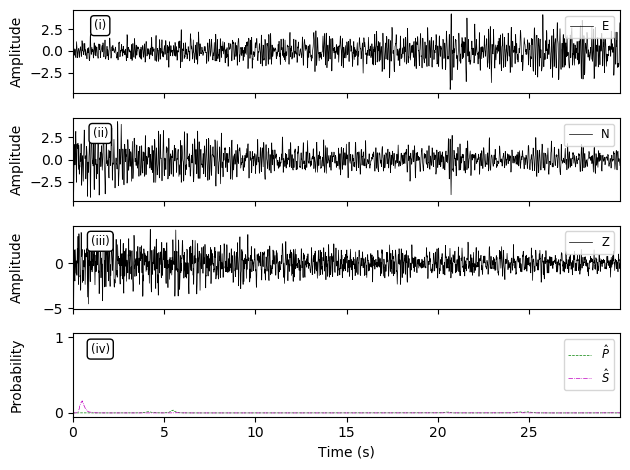 Amplitude
2.5
0.0
−2.5
(i)
E
Amplitude
2.5
0.0
−2.5
(ii)
N
Amplitude
0
−5
(iii)
Z
Probability
1
0
(iv)
P̂
Ŝ
0 5 10 15 20 25
Time (s)